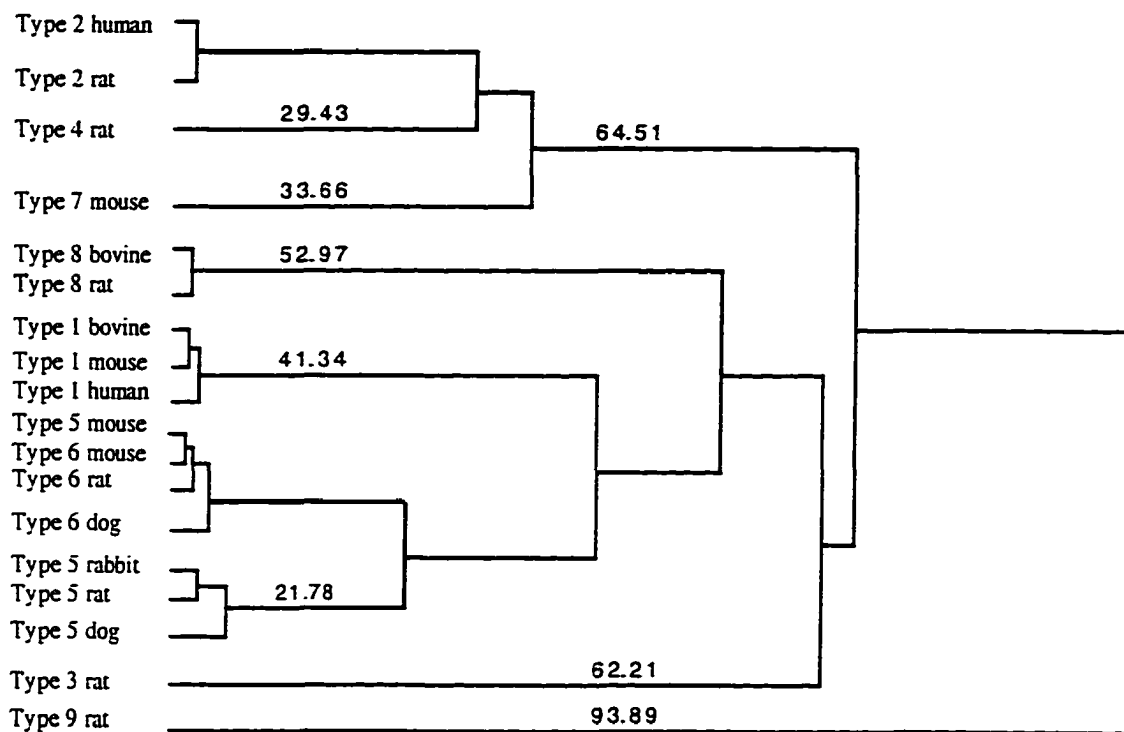 Type 2 human
Type 2 rat
29.43
Type 4 rat
64.51
33.66
Type 7 mouse
Type 8 bovine
52.97
Type 8 rat
Type 1 bovine
Type 1 mouse
41.34
Type 1 human
Type 5 mouse
Type 6 mouse
Type 6 rat
Type 6 dog
Type 5 rabbit
Type 5 rat
21.78
Type 5 dog
62.21
Type 3 rat
93.89
Type 9 rat